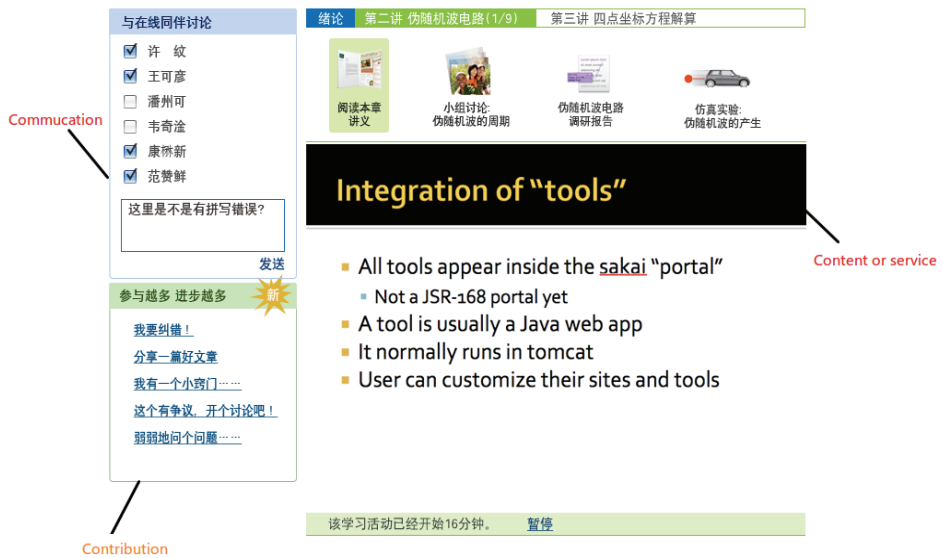 与在线同伴讨论
许 纹
王可彦
潘州可
韦奇淦
康桥新
范赞鲜
这里是不是有拼写错误?
发送
Commucation
参与越多 进步越多
新
我要纠错!
分享一篇好文章
我有一个小窍门……
这个有争议,开个讨论吧!
弱弱地问个问题……
Contribution
绪论 第二讲 伪随机波电路(1/9) 第三讲 四点坐标方程解算
阅读本章
讲义
小组讨论:
伪随机波的周期
伪随机波电路
调研报告
仿真实验:
伪随机波的产生
Integration of “tools”
All tools appear inside the sakai “portal”
Not a JSR-168 portal yet
A tool is usually a Java web app
It normally runs in tomcat
User can customize their sites and tools
Content or service
该学习活动已经开始16分钟。 暂停